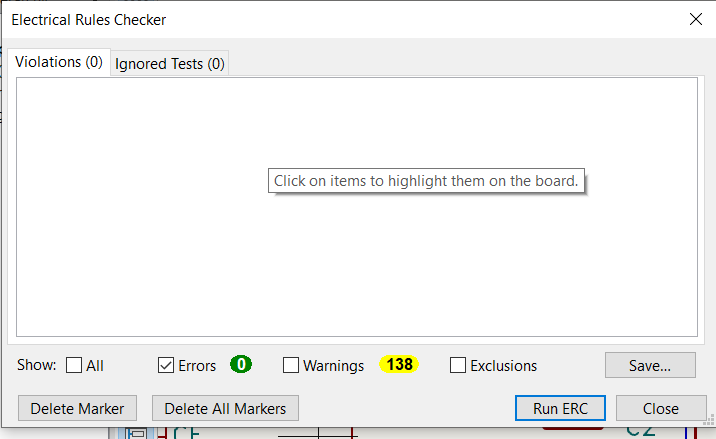 Electrical Rules Checker
Violations (0) Ignored Tests (0)
Click on items to highlight them on the board.
Show: All Errors 0 Warnings 138 Exclusions Save...
Delete Marker Delete All Markers Run ERC Close